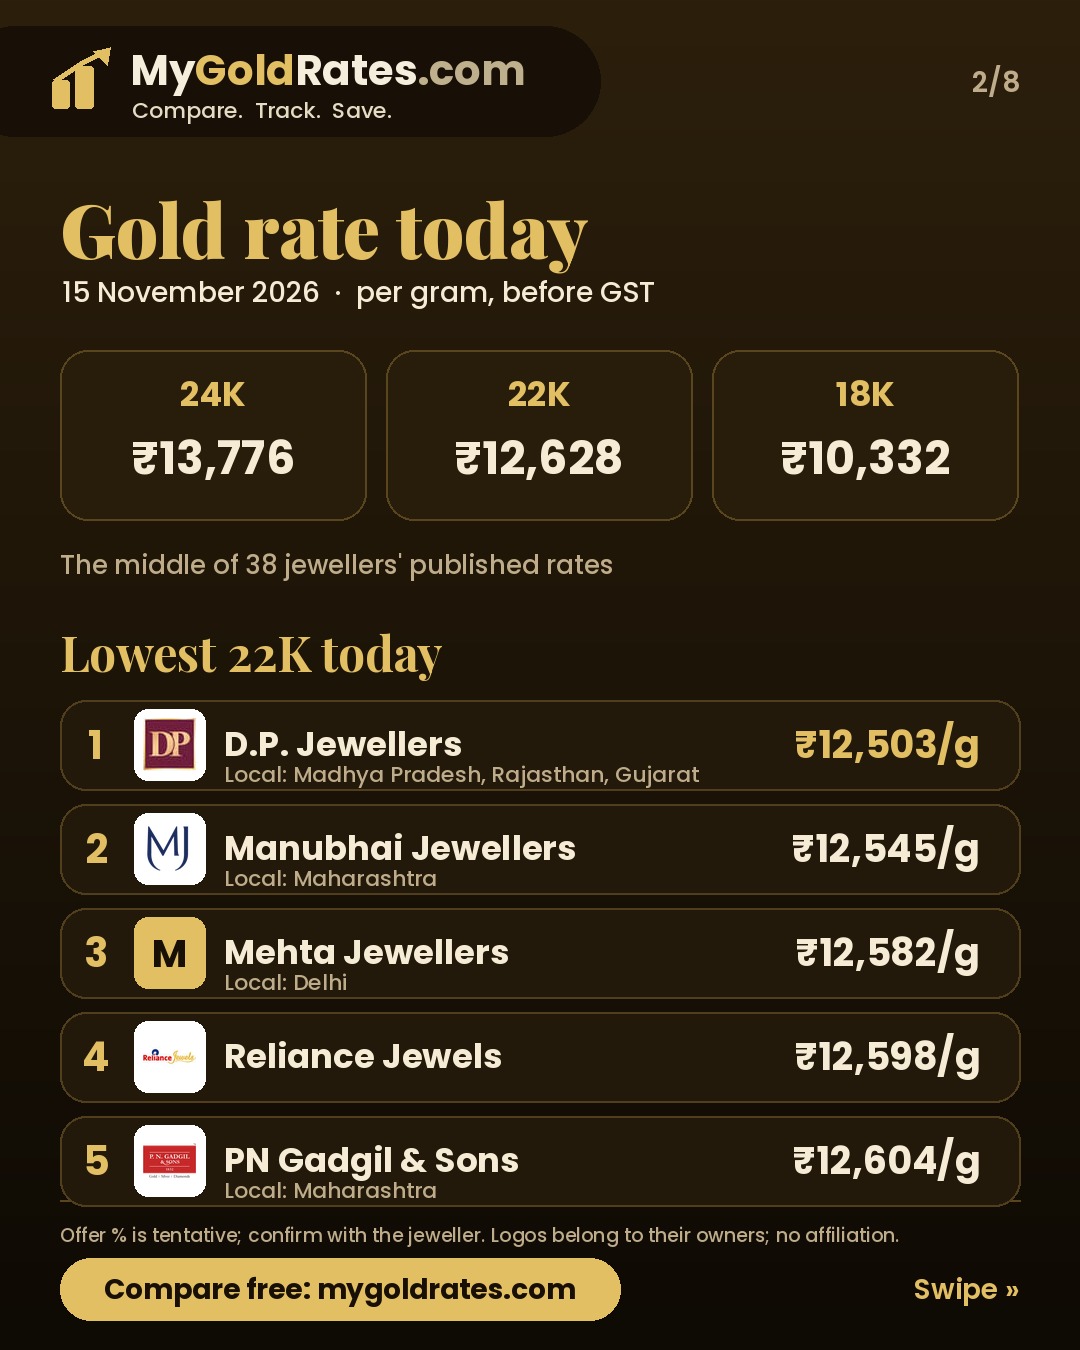 MyGoldRates.com
Compare. Track. Save.
2/8
Gold rate today
15 November 2026 · per gram, before GST
24K
₹13,776
22K
₹12,628
18K
₹10,332
The middle of 38 jewellers' published rates
Lowest 22K today
1
DP
D.P. Jewellers
Local: Madhya Pradesh, Rajasthan, Gujarat
₹12,503/g
2
MJ
Manubhai Jewellers
Local: Maharashtra
₹12,545/g
3
M
Mehta Jewellers
Local: Delhi
₹12,582/g
4
Reliance Jewels
Reliance Jewels
₹12,598/g
5
P. N. GADGIL
& SONS
PN Gadgil & Sons
Local: Maharashtra
₹12,604/g
Offer % is tentative; confirm with the jeweller. Logos belong to their owners; no affiliation.
Compare free: mygoldrates.com
Swipe »